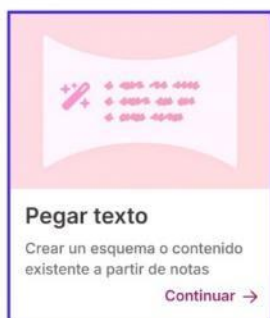 Pegar texto
Crear un esquema o contenido
existente a partir de notas
Continuar →